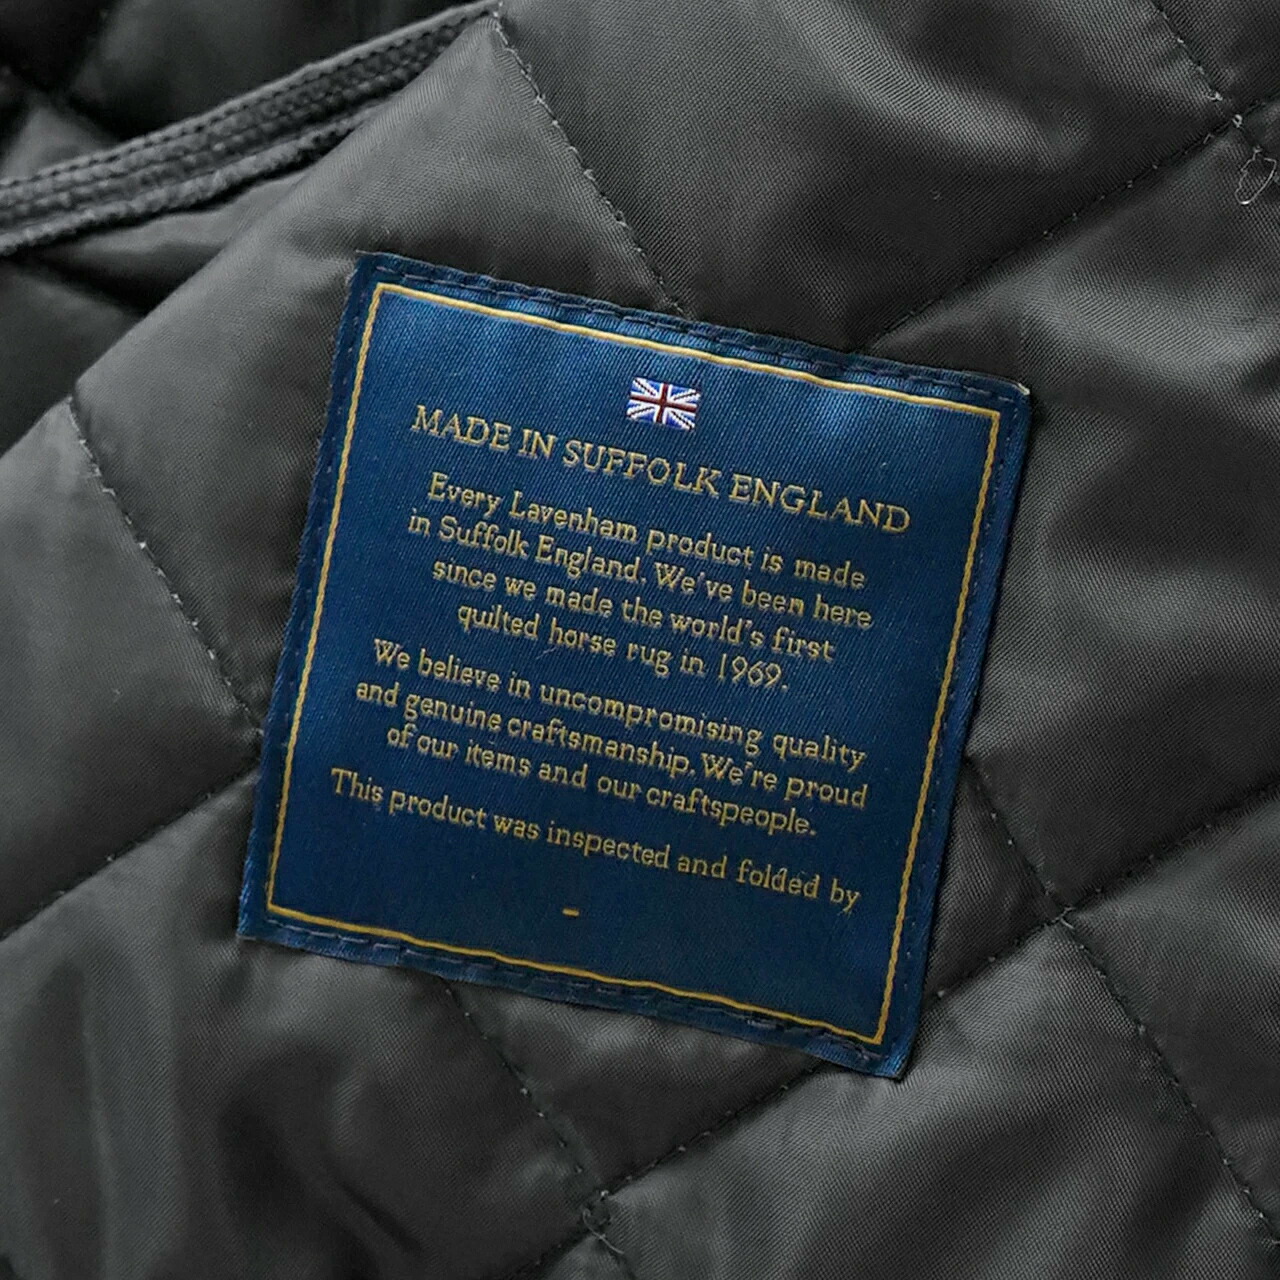 MADE IN SUFFOLK ENGLAND
Every Lavenham product is made
in Suffolk England. We've been here
since we made the world's first
quilted horse rug in 1969.
We believe in uncompromising quality
and genuine craftsmanship. We're proud
of our items and our craftspeople.
This product was inspected and folded by
-